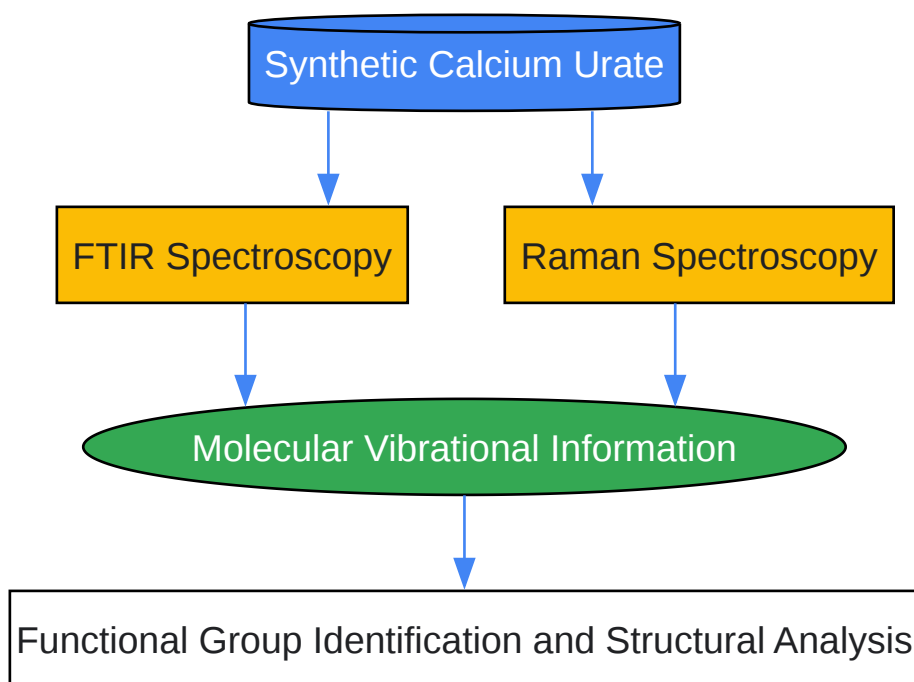 Synthetic Calcium Urate
FTIR Spectroscopy
Raman Spectroscopy
Molecular Vibrational Information
Functional Group Identification and Structural Analysis